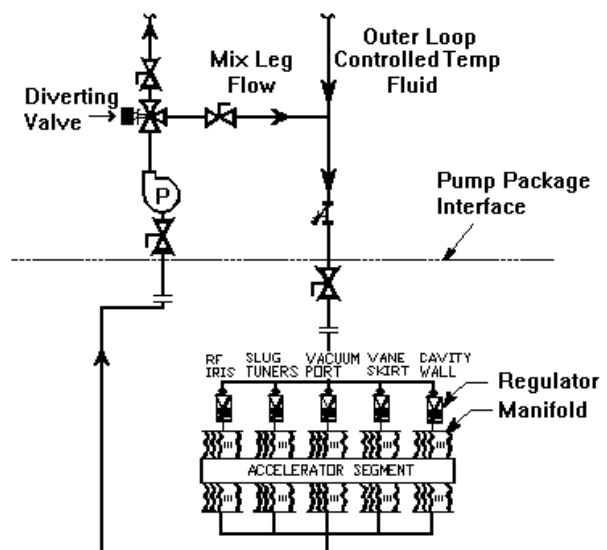 Mix Leg
Flow
Outer Loop
Controlled Temp
Fluid
Diverting
Valve
P
Pump Package
Interface
RF
IRIS
SLUG
TUNERS
VACUUM
PORT
VANE
SKIRT
CAVITY
WALL
Regulator
Manifold
ACCELERATOR SEGMENT